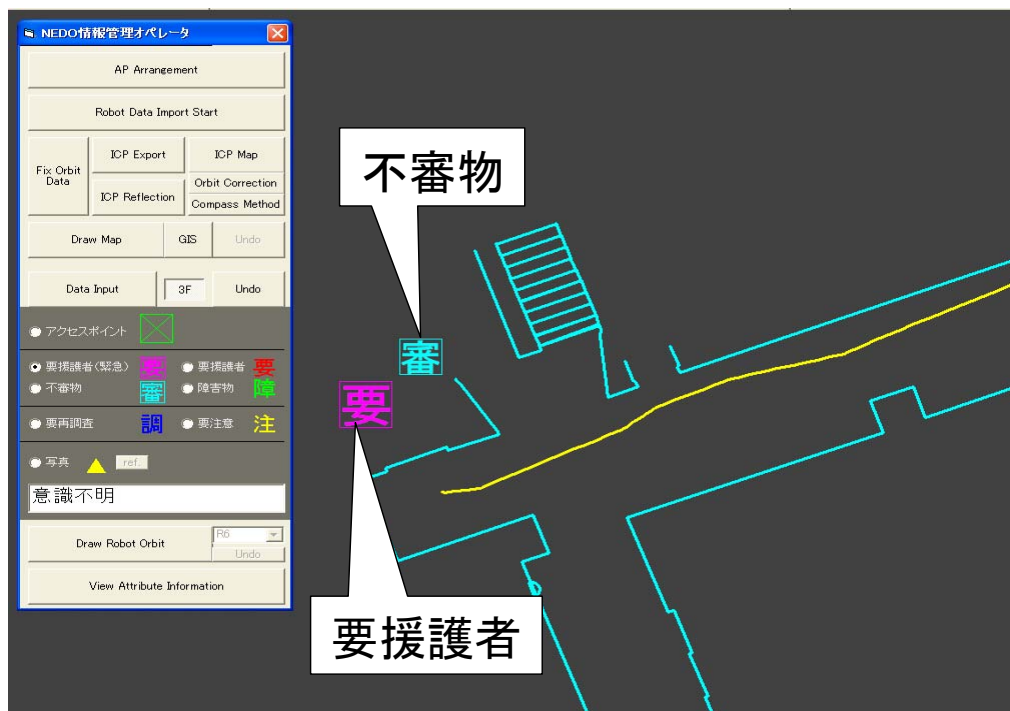 NEDO情報管理オペレータ
AP Arrangement
Robot Data Import Start
Fix Orbit
Data
ICP Export
ICP Map
ICP Reflection
Orbit Correction
Compass Method
Draw Map
GIS
Undo
Data Input
3F
Undo
アクセスポイント
要援護者(緊急) 要
要援護者 要
不審物 審
障害物 障
要再調査 調
要注意 注
写真
ref.
意識不明
Draw Robot Orbit
R6
Undo
View Attribute Information
不審物
審
要
要援護者